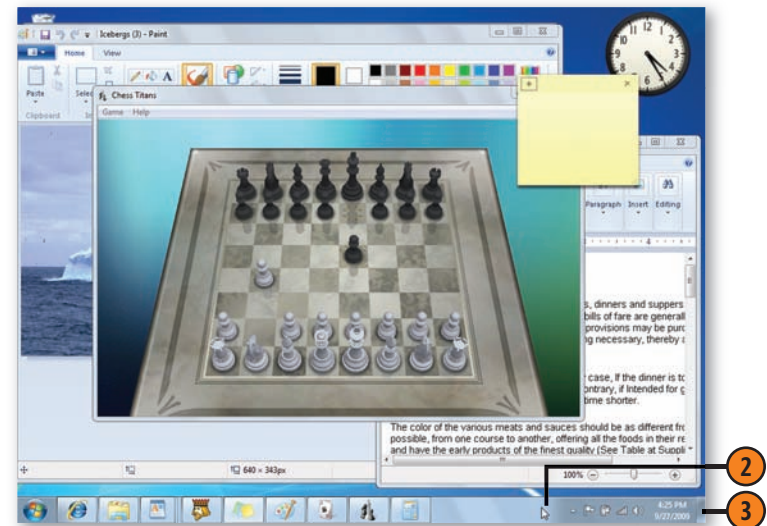 Icebergs (3) - Paint
Home View
Paste
Clipboard
Chess Titans
Game Help
Paragraph Insert Editing
12
s, dinners and suppers
bills of fare are generall
provisions may be purc
ng necessary, thereby
case, If the dinner is to
ontrary, if Intended for g
time shorter.
The color of the various meats and sauces should be as different fro
possible, from one course to another, offering all the foods in their re
and have the early products of the finest quality (See Table at Suppli
640 × 343px
100%
2
4:25 PM
9/27/2009
3